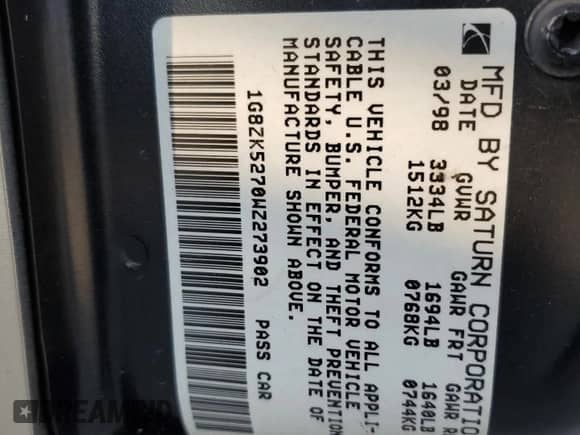 MFD BY SATURN CORPORATIO
DATE GVWR GAWR FRT GAWR R
03/98 3334LB 1694LB 1640LB
1512KG 0768KG 0744KG
THIS VEHICLE CONFORMS TO ALL APPLI-
CABLE U.S. FEDERAL MOTOR VEHICLE
SAFETY, BUMPER, AND THEFT PREVENTION
STANDARDS IN EFFECT ON THE DATE OF
MANUFACTURE SHOWN ABOVE.
1G8ZK5270WZ273902 PASS CAR
DREAMBID